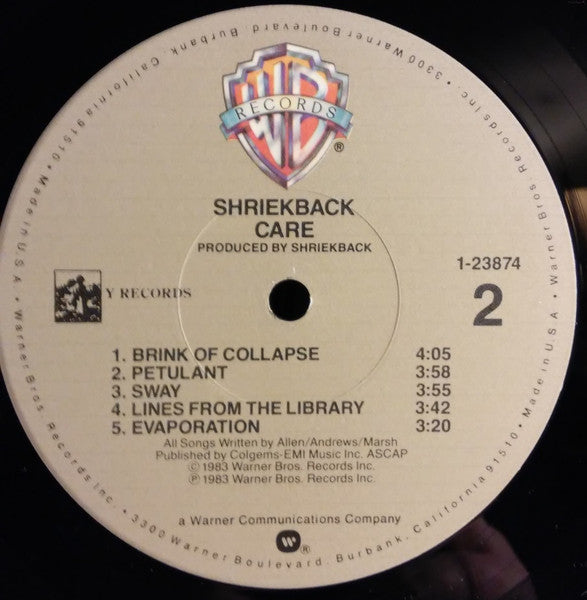 WB
RECORDS
®
SHRIEKBACK
CARE
PRODUCED BY SHRIEKBACK
1-23874
Y RECORDS
2
1. BRINK OF COLLAPSE 4:05
2. PETULANT 3:58
3. SWAY 3:55
4. LINES FROM THE LIBRARY 3:42
5. EVAPORATION 3:20
All Songs Written by Allen/Andrews/Marsh
Published by Colgems-EMI Music Inc. ASCAP
© 1983 Warner Bros. Records Inc.
℗ 1983 Warner Bros. Records Inc.
a Warner Communications Company
®
Warner Bros. Records Inc. • 3300 Warner Boulevard, Burbank, California 91510 • Made in U.S.A. • Warner Bros. Records Inc. • 3300 Warner Boulevard, Burbank, California 91510 • Made in U.S.A. •